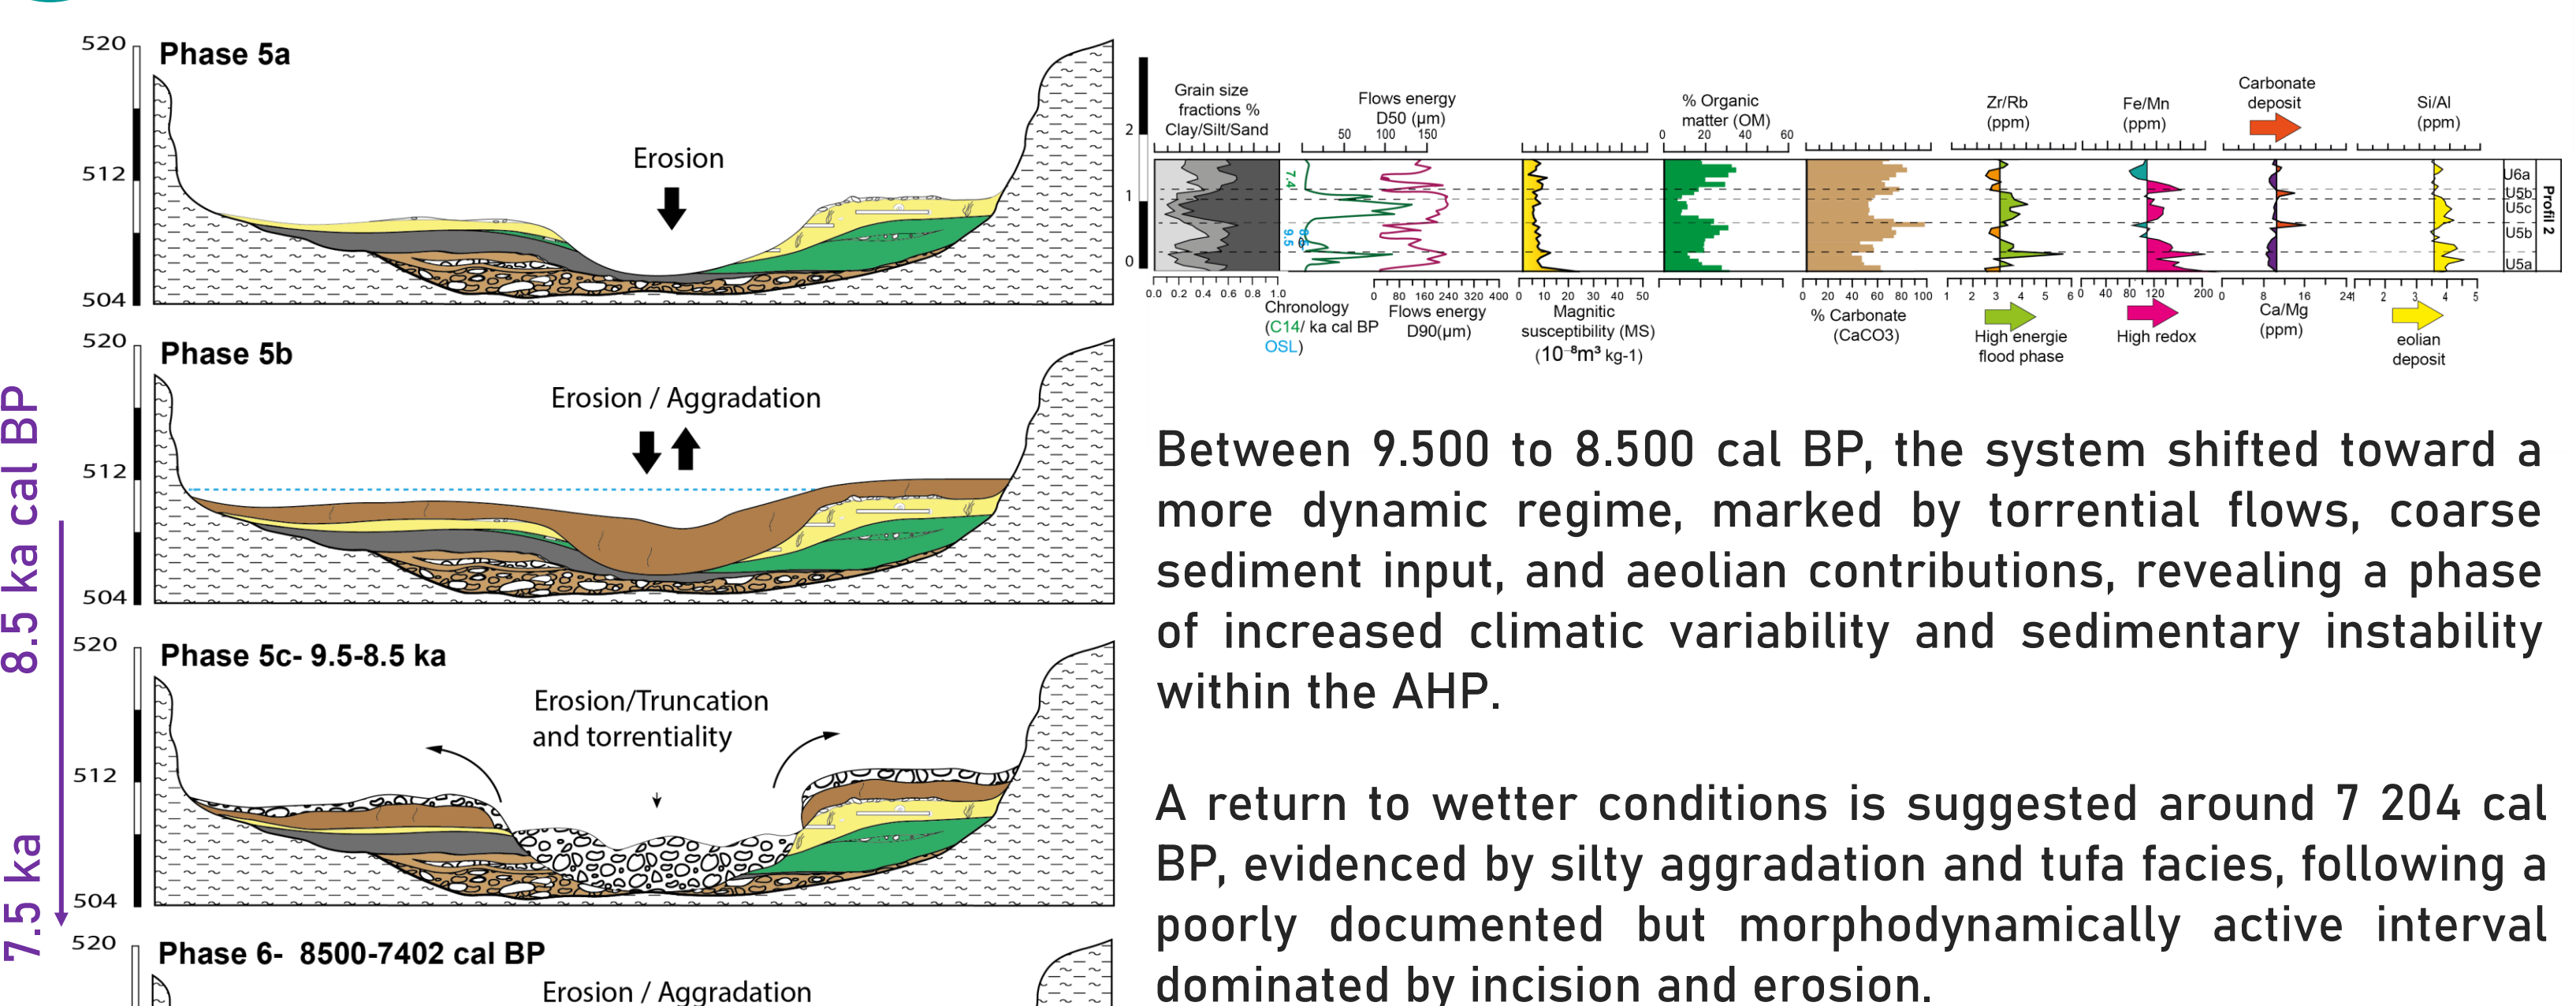 520
Phase 5a
Erosion
512
504
520
Phase 5b
Erosion / Aggradation
512
504
520
Phase 5c- 9.5-8.5 ka
Erosion/Truncation
and torrentiality
512
504
520
Phase 6-  8500-7402 cal BP
Erosion / Aggradation
8.5 ka cal BP
7.5 ka
2
1
0
Grain size
fractions %
Clay/Silt/Sand
0.0 0.2 0.4 0.6 0.8 1.0
7.4
9.5
Chronology
(C14/ ka cal BP
OSL)
Flows energy
D50 (µm)
50 100 150
0 80 160 240 320 400
Flows energy
D90(µm)
0 10 20 30 40 50
Magnitic
susceptibility (MS)
(10⁻⁸m³ kg-1)
% Organic
matter (OM)
0 20 40 60
0 20 40 60 80 100
% Carbonate
(CaCO3)
Zr/Rb
(ppm)
1 2 3 4 5 6
High energie
flood phase
Fe/Mn
(ppm)
0 40 80 120 200
High redox
Carbonate
deposit
0 8 16 24
Ca/Mg
(ppm)
Si/Al
(ppm)
1 2 3 4 5
eolian
deposit
U6a
U5b
U5c
U5b
U5a
Profil 2
Between 9.500 to 8.500 cal BP, the system shifted toward a
more dynamic regime, marked by torrential flows, coarse
sediment input, and aeolian contributions, revealing a phase
of increased climatic variability and sedimentary instability
within the AHP.
A return to wetter conditions is suggested around 7 204 cal
BP, evidenced by silty aggradation and tufa facies, following a
poorly documented but morphodynamically active interval
dominated by incision and erosion.